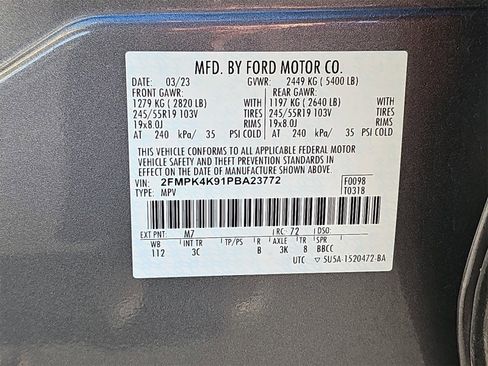 MFD. BY FORD MOTOR CO.
DATE: 03/23 GVWR: 2449 KG ( 5400 LB)
FRONT GAWR: REAR GAWR:
1279 KG ( 2820 LB) WITH 1197 KG ( 2640 LB) WITH
245/55R19 103V TIRES 245/55R19 103V TIRES
19x8.0J RIMS 19x8.0J RIMS
AT 240 kPa/ 35 PSI COLD AT 240 kPa/ 35 PSI COLD
THIS VEHICLE CONFORMS TO ALL APPLICABLE FEDERAL MOTOR
VEHICLE SAFETY AND THEFT PREVENTION STANDARDS IN
EFFECT ON THE DATE OF MANUFACTURE SHOWN ABOVE.
VIN: 2FMPK4K91PBA23772 F0098
TYPE: MPV T0318
EXT PNT: M7 RC: 72 DSO:
WB INT TR TP/PS R AXLE TR SPR
112 3C B 3K 8 BBCC
UTC ▽ 5USA-1520472-BA